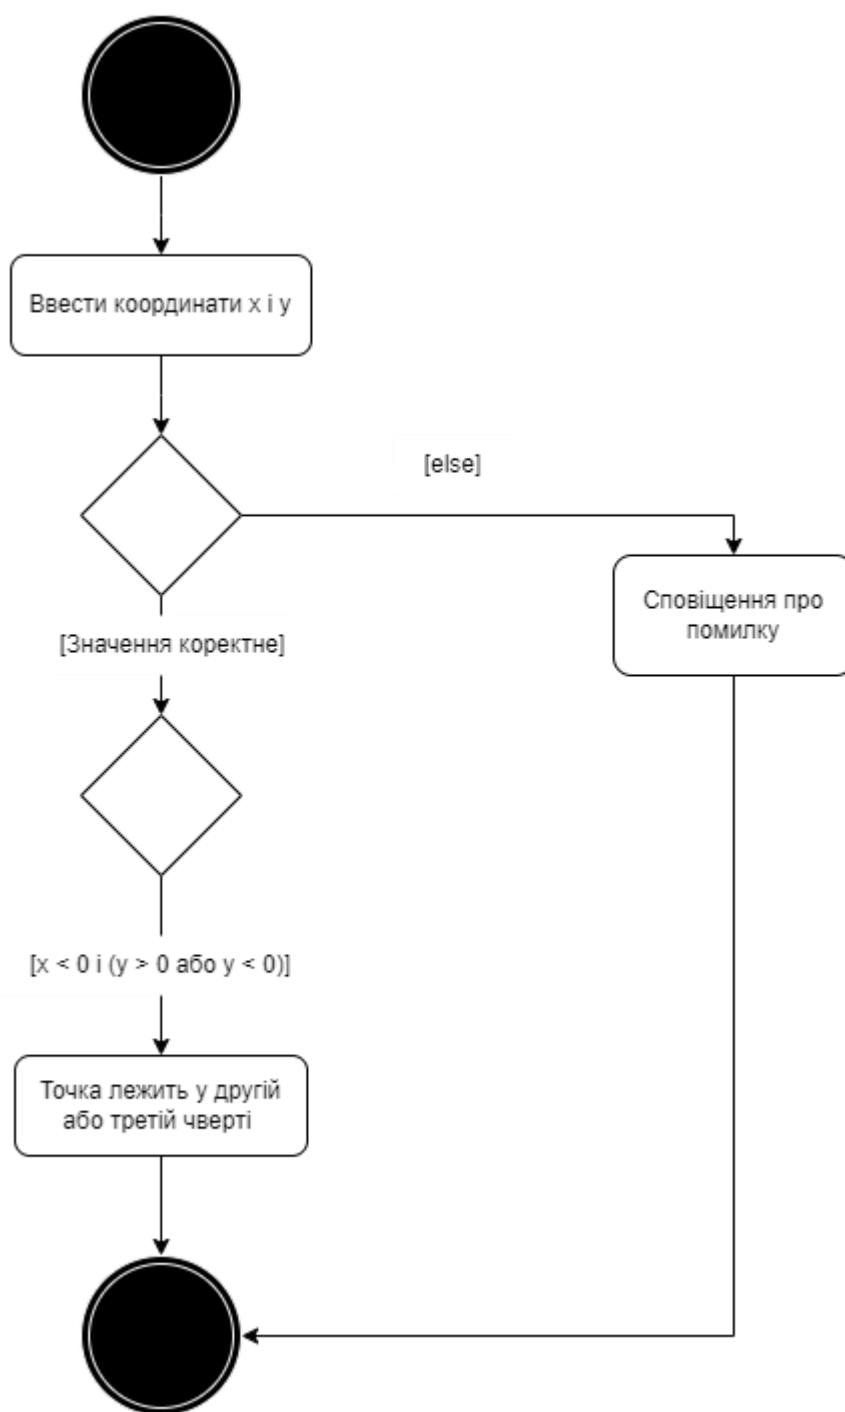 Ввести координати х і у
[else]
Сповіщення про
помилку
[Значення коректне]
[x < 0 і (y > 0 або y < 0)]
Точка лежить у другій
або третій чверті